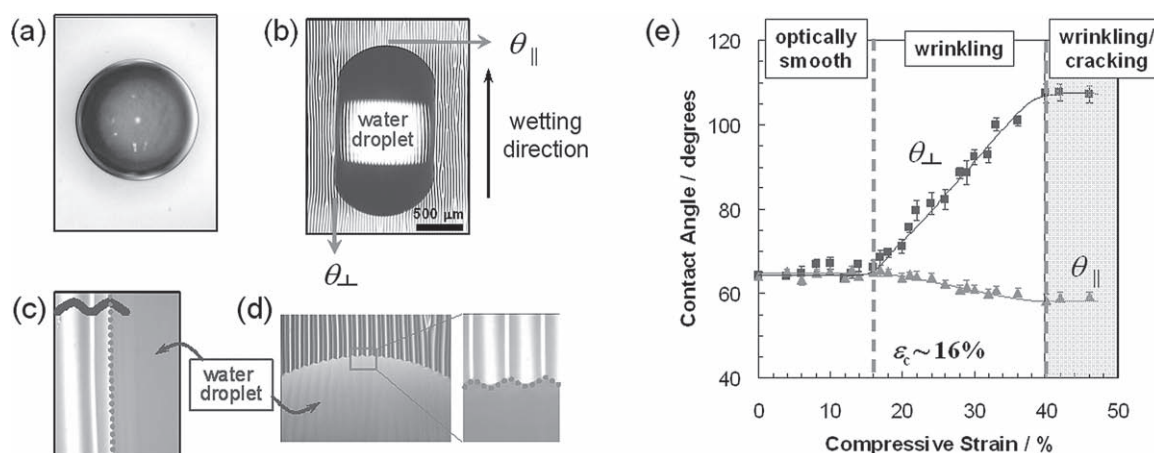 (a)
(b)
θ∥
water
droplet
wetting
direction
500 μm
θ⊥
(c)
(d)
water
droplet
(e)
optically
smooth
wrinkling
wrinkling/
cracking
120
100
80
60
40
Contact Angle / degrees
θ⊥
θ∥
εc ~ 16%
0
10
20
30
40
50
Compressive Strain / %